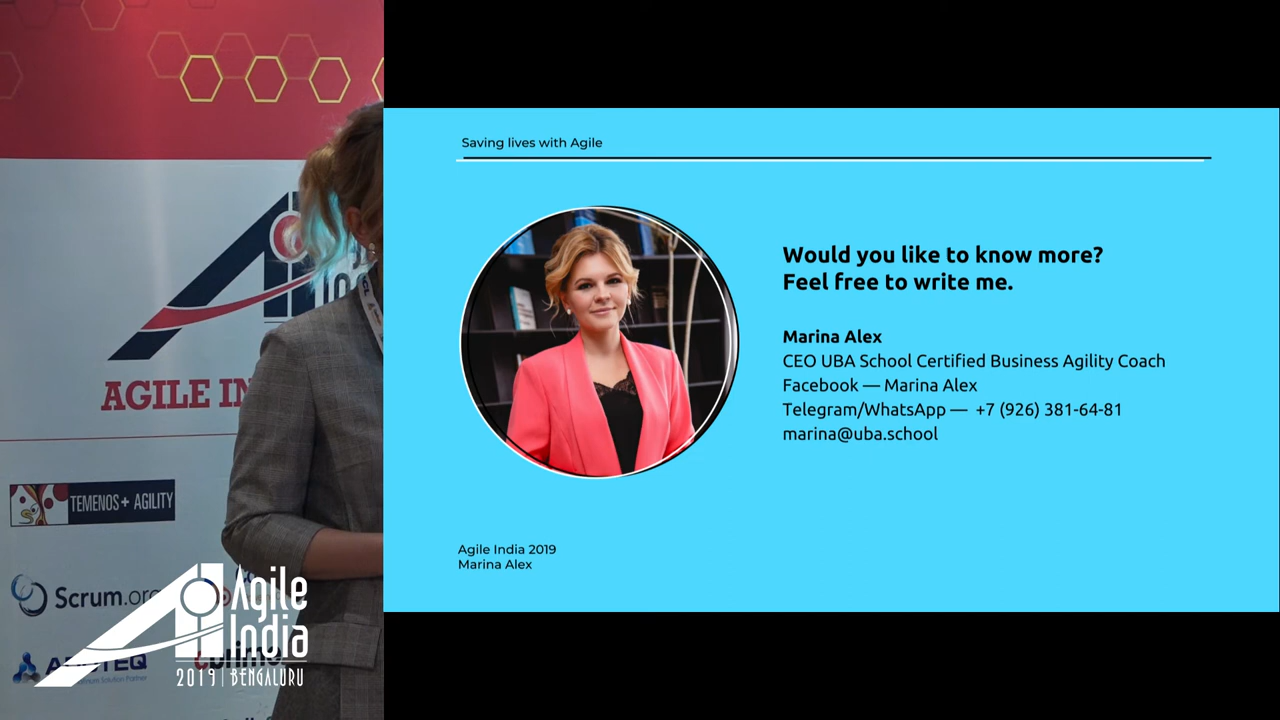 AGILE IN
TEMENOS+ AGILITY
Scrum.org
Agile
India
2019 | BENGALURU
Saving lives with Agile
Would you like to know more?
Feel free to write me.
Marina Alex
CEO UBA School Certified Business Agility Coach
Facebook — Marina Alex
Telegram/WhatsApp — +7 (926) 381-64-81
marina@uba.school
Agile India 2019
Marina Alex